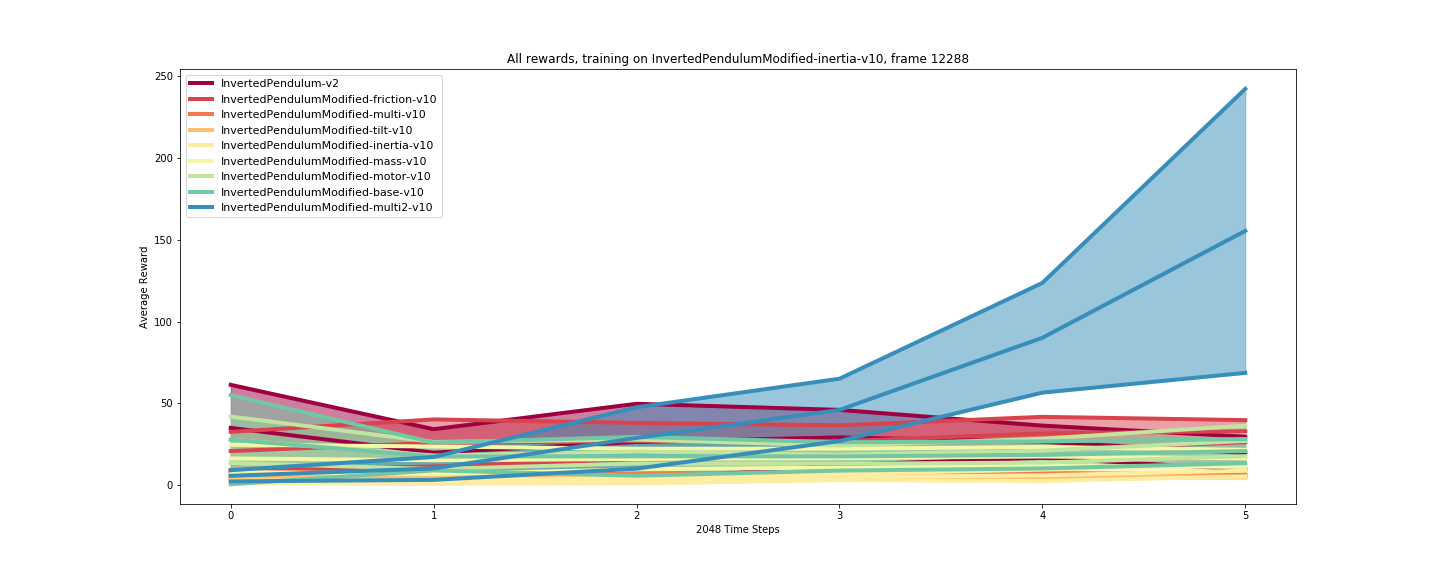 All rewards, training on InvertedPendulumModified-inertia-v10, frame 12288
250
200
150
100
50
0
Average Reward
InvertedPendulum-v2
InvertedPendulumModified-friction-v10
InvertedPendulumModified-multi-v10
InvertedPendulumModified-tilt-v10
InvertedPendulumModified-inertia-v10
InvertedPendulumModified-mass-v10
InvertedPendulumModified-motor-v10
InvertedPendulumModified-base-v10
InvertedPendulumModified-multi2-v10
0 1 2 3 4 5
2048 Time Steps